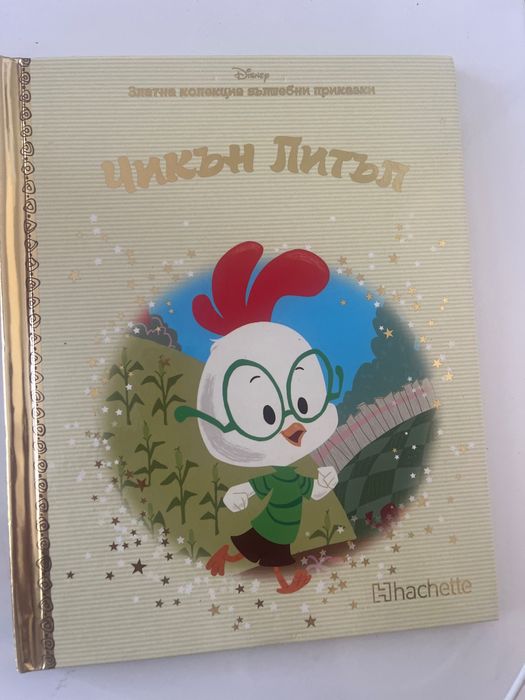 Disney
Златна колекция вълшебни приказки
Чикън Литъл
hachette